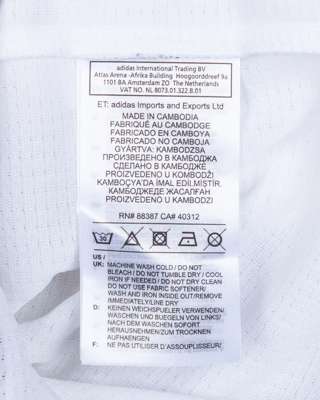 adidas International Trading BV
Atlas Arena -Afrika Building Hoogoorddreef 9a
1101 BA Amsterdam ZO The Netherlands
VAT NO. NL 8073.01.322.B.01
ET: adidas Imports and Exports Ltd
MADE IN CAMBODIA
FABRIQUÉ AU CAMBODGE
FABRICADO EN CAMBOYA
FABRICADO NO CAMBOJA
GYÁRTVA: KAMBODZSA
ПРОИЗВЕДЕНО В КАМБОДЖА
СДЕЛАНО В КАМБОДЖЕ
PROIZVEDENO U KAMBODŽI
KAMBOÇYA'DA İMAL EDİLMİŞTİR.
КАМБОДЖЕДЕ ЖАСАЛҒАН
PROIZVEDENO V KAMBODŽI
RN# 88387 CA# 40312
30
US /
UK: MACHINE WASH COLD / DO NOT
BLEACH / DO NOT TUMBLE DRY / COOL
IRON IF NEEDED / DO NOT DRY CLEAN
DO NOT USE FABRIC SOFTENER/
WASH AND IRON INSIDE OUT/REMOVE
IMMEDIATELY/LINE DRY
D: KEINEN WEICHSPUELER VERWENDEN/
WASCHEN UND BUEGELN VON LINKS/
NACH DEM WASCHEN SOFORT
HERAUSNEHMEN/ZUM TROCKNEN
AUFHAENGEN
F: NE PAS UTILISER D'ASSOUPLISSEUR/